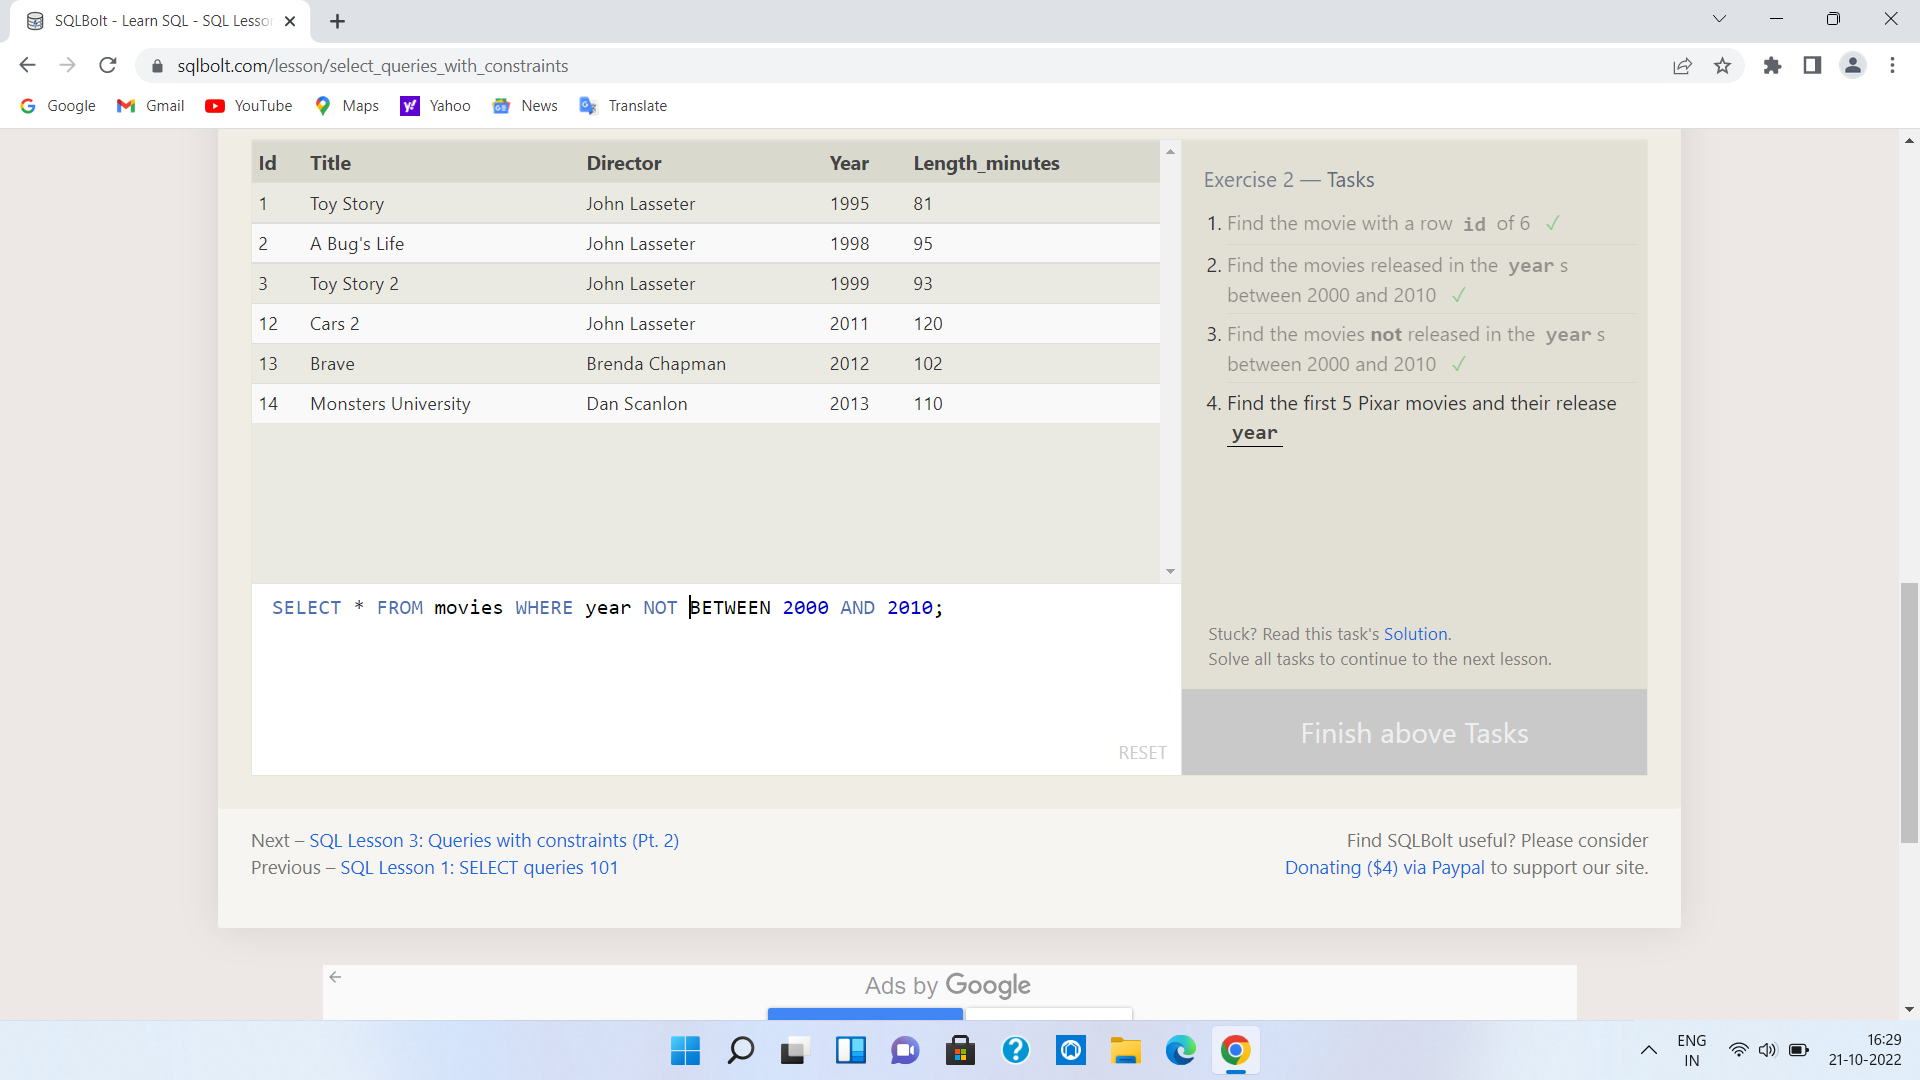 SQLBolt - Learn SQL - SQL Lesso
sqlbolt.com/lesson/select_queries_with_constraints
Google Gmail YouTube Maps Yahoo News Translate
Id Title Director Year Length_minutes
1 Toy Story John Lasseter 1995 81
2 A Bug's Life John Lasseter 1998 95
3 Toy Story 2 John Lasseter 1999 93
12 Cars 2 John Lasseter 2011 120
13 Brave Brenda Chapman 2012 102
14 Monsters University Dan Scanlon 2013 110
SELECT * FROM movies WHERE year NOT BETWEEN 2000 AND 2010;
RESET
Exercise 2 — Tasks
1. Find the movie with a row id of 6 ✓
2. Find the movies released in the year s
between 2000 and 2010 ✓
3. Find the movies not released in the year s
between 2000 and 2010 ✓
4. Find the first 5 Pixar movies and their release
year
Stuck? Read this task's Solution.
Solve all tasks to continue to the next lesson.
Finish above Tasks
Next – SQL Lesson 3: Queries with constraints (Pt. 2)
Previous – SQL Lesson 1: SELECT queries 101
Find SQLBolt useful? Please consider
Donating ($4) via Paypal to support our site.
Ads by Google
ENG
IN
16:29
21-10-2022